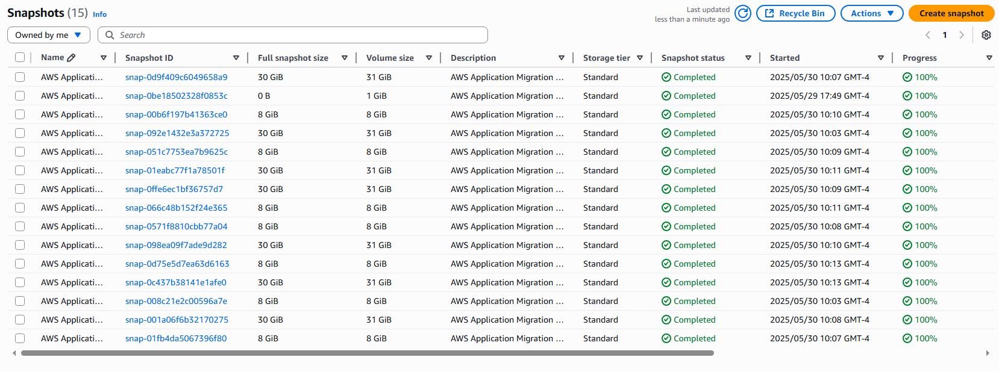 Snapshots (15) Info
Last updated
less than a minute ago
Recycle Bin
Actions
Create snapshot
Owned by me
Search
1
Name Snapshot ID Full snapshot size Volume size Description Storage tier Snapshot status Started Progress
AWS Applicati... snap-0d9f409c6049658a9 30 GiB 31 GiB AWS Application Migration ... Standard Completed 2025/05/30 10:07 GMT-4 100%
AWS Applicati... snap-0be18502328f0853c 0 B 1 GiB AWS Application Migration ... Standard Completed 2025/05/29 17:49 GMT-4 100%
AWS Applicati... snap-00b6f197b41363ce0 8 GiB 8 GiB AWS Application Migration ... Standard Completed 2025/05/30 10:10 GMT-4 100%
AWS Applicati... snap-092e1432e3a372725 30 GiB 31 GiB AWS Application Migration ... Standard Completed 2025/05/30 10:03 GMT-4 100%
AWS Applicati... snap-051c7753ea7b9625c 8 GiB 8 GiB AWS Application Migration ... Standard Completed 2025/05/30 10:09 GMT-4 100%
AWS Applicati... snap-01eabc77f1a78501f 30 GiB 31 GiB AWS Application Migration ... Standard Completed 2025/05/30 10:11 GMT-4 100%
AWS Applicati... snap-0ffe6ec1bf36757d7 30 GiB 31 GiB AWS Application Migration ... Standard Completed 2025/05/30 10:09 GMT-4 100%
AWS Applicati... snap-066c48b152f24e365 8 GiB 8 GiB AWS Application Migration ... Standard Completed 2025/05/30 10:11 GMT-4 100%
AWS Applicati... snap-0571f8810cbb77a04 8 GiB 8 GiB AWS Application Migration ... Standard Completed 2025/05/30 10:08 GMT-4 100%
AWS Applicati... snap-098ea09f7ade9d282 30 GiB 31 GiB AWS Application Migration ... Standard Completed 2025/05/30 10:10 GMT-4 100%
AWS Applicati... snap-0d75e5d7ea63d6163 8 GiB 8 GiB AWS Application Migration ... Standard Completed 2025/05/30 10:13 GMT-4 100%
AWS Applicati... snap-0c437b38141e1afe0 30 GiB 31 GiB AWS Application Migration ... Standard Completed 2025/05/30 10:13 GMT-4 100%
AWS Applicati... snap-008c21e2c00596a7e 8 GiB 8 GiB AWS Application Migration ... Standard Completed 2025/05/30 10:03 GMT-4 100%
AWS Applicati... snap-001a06f6b32170275 30 GiB 31 GiB AWS Application Migration ... Standard Completed 2025/05/30 10:08 GMT-4 100%
AWS Applicati... snap-01fb4da5067396f80 8 GiB 8 GiB AWS Application Migration ... Standard Completed 2025/05/30 10:07 GMT-4 100%